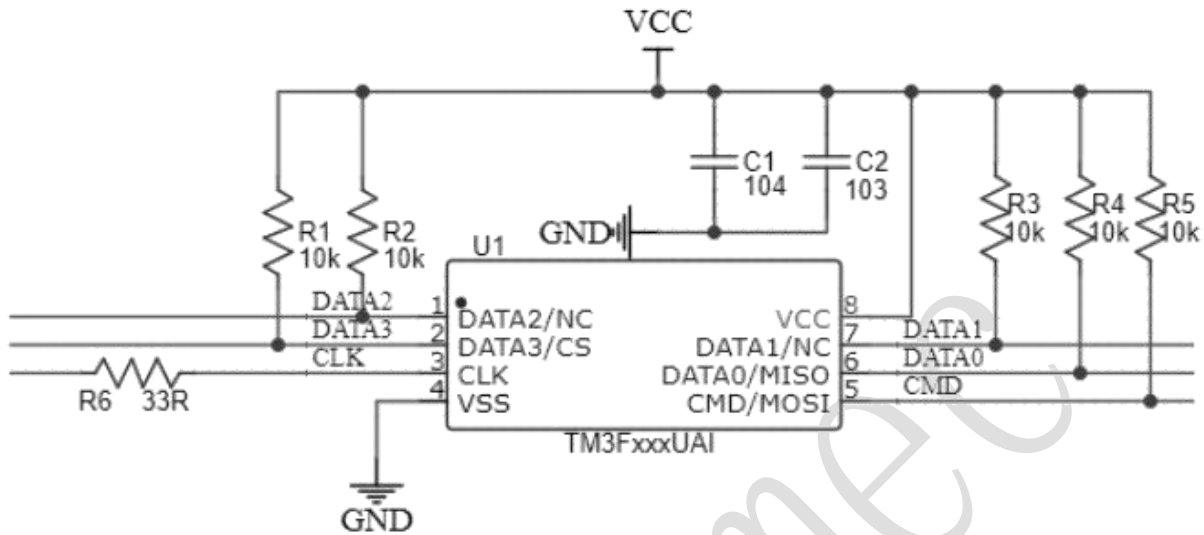 VCC
C1
104
C2
103
R1
10k
R2
10k
R3
10k
R4
10k
R5
10k
GND
U1
DATA2
DATA3
CLK
R6
33R
1
2
3
4
DATA2/NC
DATA3/CS
CLK
VSS
VCC
DATA1/NC
DATA0/MISO
CMD/MOSI
8
7
6
5
DATA1
DATA0
CMD
TM3FxxxUAI
GND